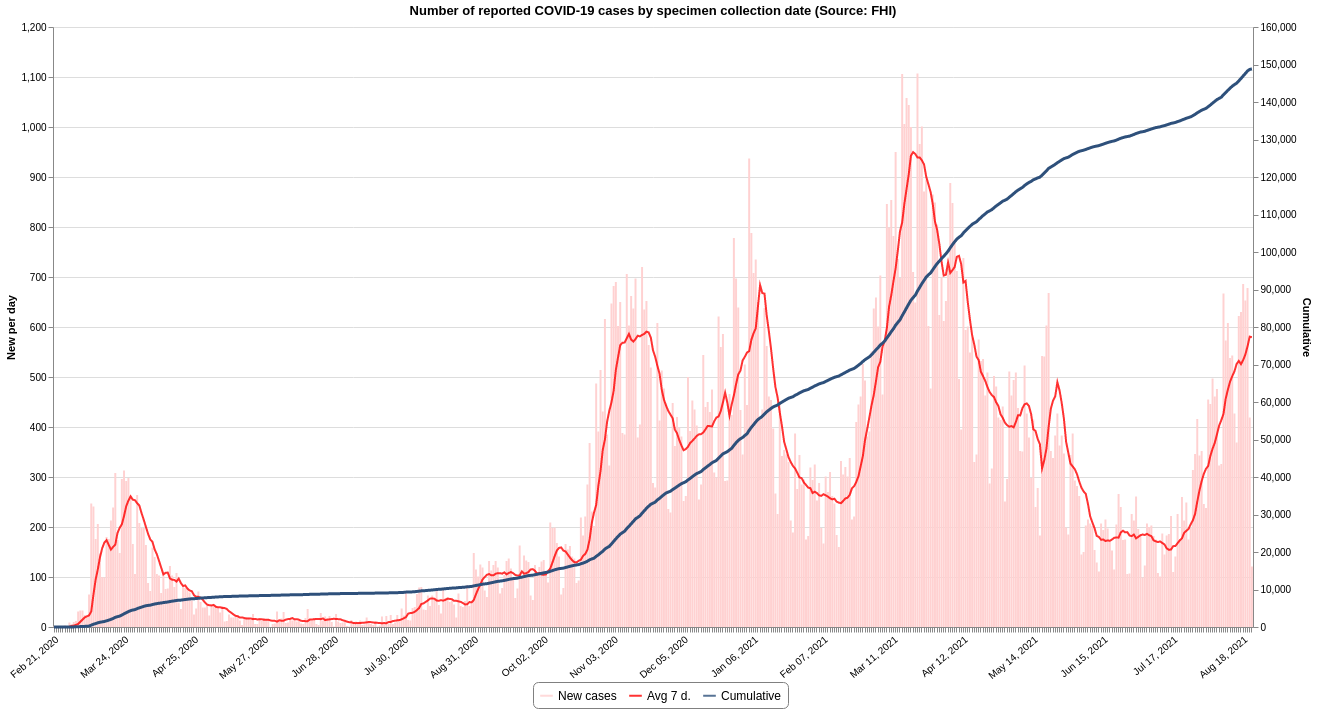 Number of reported COVID-19 cases by specimen collection date (Source: FHI)
1,200
1,100
1,000
900
800
700
600
500
400
300
200
100
0
New per day
160,000
150,000
140,000
130,000
120,000
110,000
100,000
90,000
80,000
70,000
60,000
50,000
40,000
30,000
20,000
10,000
0
Cumulative
Feb 21, 2020
Mar 24, 2020
Apr 25, 2020
May 27, 2020
Jun 28, 2020
Jul 30, 2020
Aug 31, 2020
Oct 02, 2020
Nov 03, 2020
Dec 05, 2020
Jan 06, 2021
Feb 07, 2021
Mar 11, 2021
Apr 12, 2021
May 14, 2021
Jun 15, 2021
Jul 17, 2021
Aug 18, 2021
New cases Avg 7 d. Cumulative